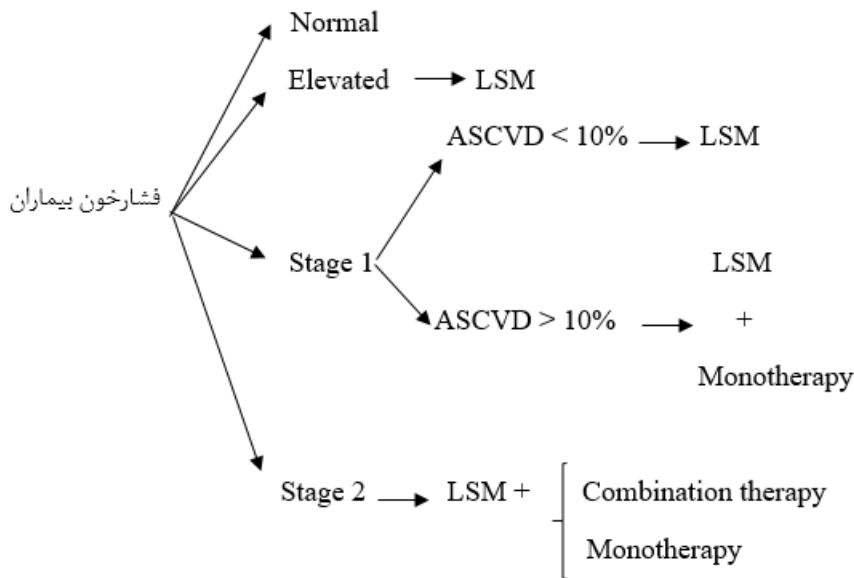 Normal
Elevated LSM
ASCVD < 10% LSM
فشارخون بیماران
Stage 1
LSM
ASCVD > 10% +
Monotherapy
Stage 2 LSM + Combination therapy
Monotherapy